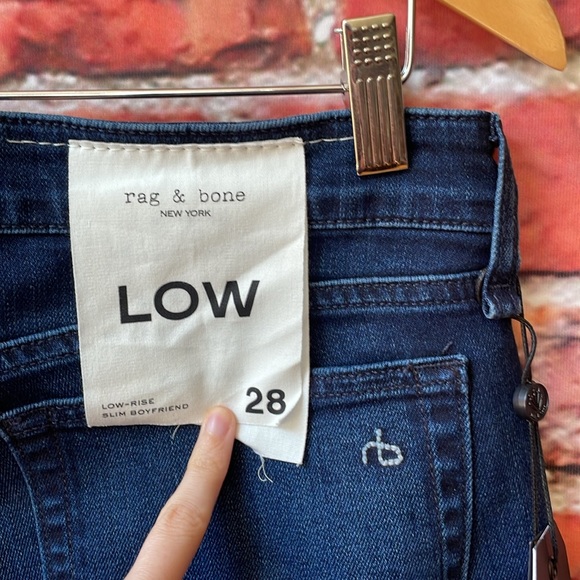 rag & bone
NEW YORK
LOW
LOW-RISE
SLIM BOYFRIEND
28
rb